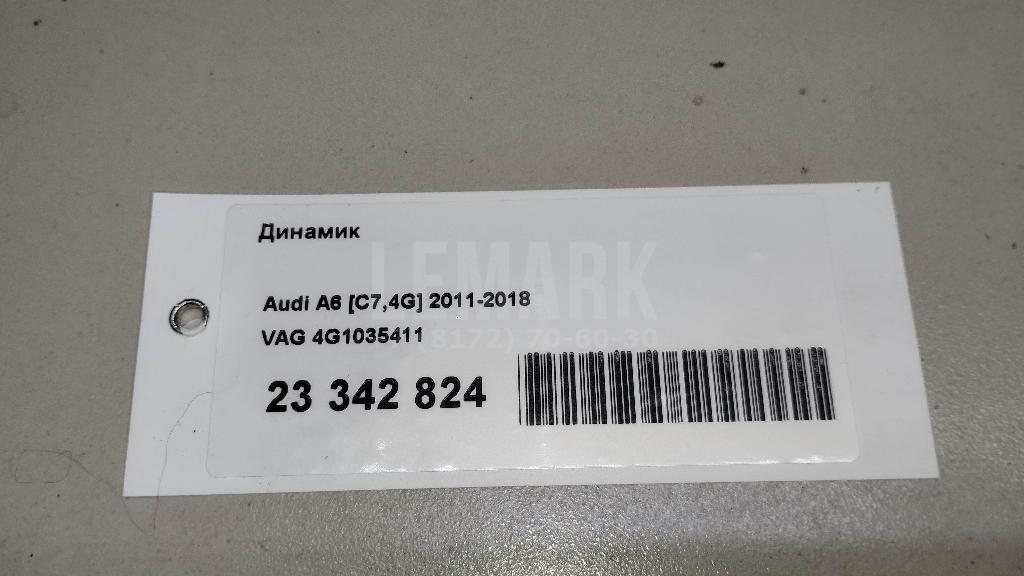 Динамик
LEMARK
Audi A6 [C7,4G] 2011-2018
VAG 4G1035411
(8172) 70-60-30
23 342 824